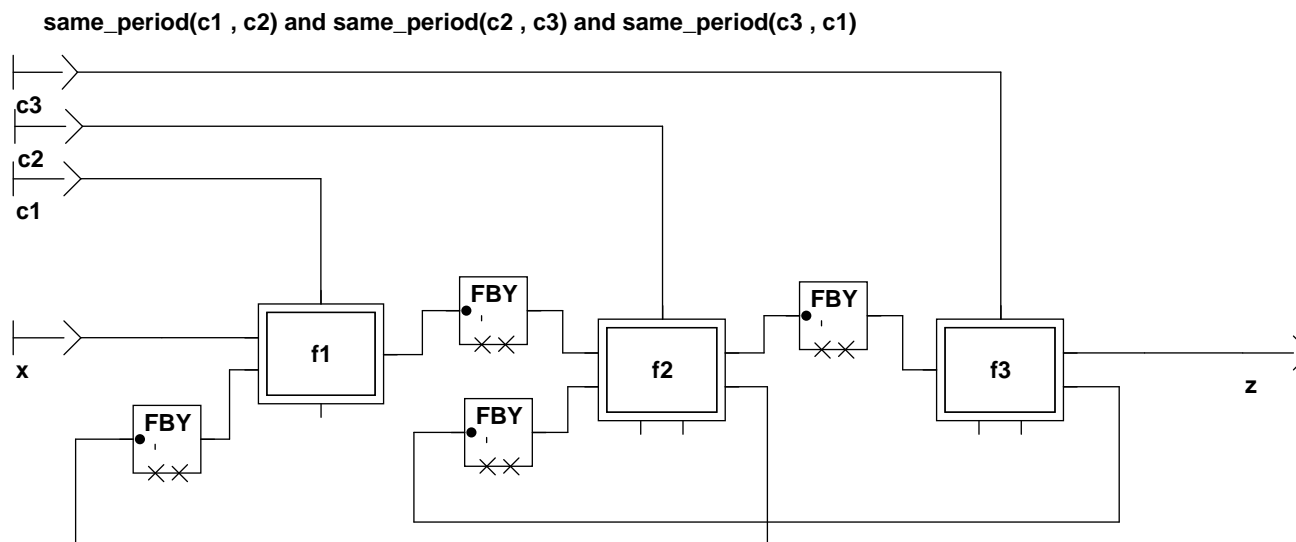 same_period(c1 , c2) and same_period(c2 , c3) and same_period(c3 , c1)
c3
c2
c1
FBY
FBY
f1
f2
f3
x
z
FBY
FBY